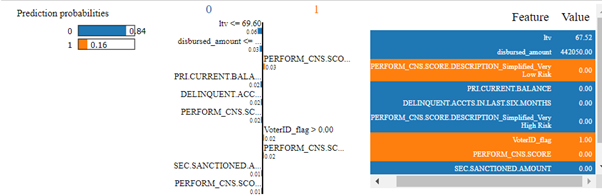 Prediction probabilities
0
0.84
1
0.16
0
1
ltv <= 69.60
0.06
disbursed_amount <= ...
0.03
PERFORM_CNS.SCO...
0.03
PRI.CURRENT.BALA...
0.02
DELINQUENT.ACC...
0.02
PERFORM_CNS.SC...
0.02
VoterID_flag > 0.00
0.02
PERFORM_CNS.SC...
0.02
SEC.SANCTIONED.A...
0.01
PERFORM_CNS.SCO...
0.01
Feature Value
ltv 67.52
disbursed_amount 442050.00
PERFORM_CNS.SCORE.DESCRIPTION_Simplified_Very
Low Risk 0.00
PRI.CURRENT.BALANCE 0.00
DELINQUENT.ACCTS.IN.LAST.SIX.MONTHS 0.00
PERFORM_CNS.SCORE.DESCRIPTION_Simplified_Very
High Risk 0.00
VoterID_flag 1.00
PERFORM_CNS.SCORE 0.00
SEC.SANCTIONED.AMOUNT 0.00